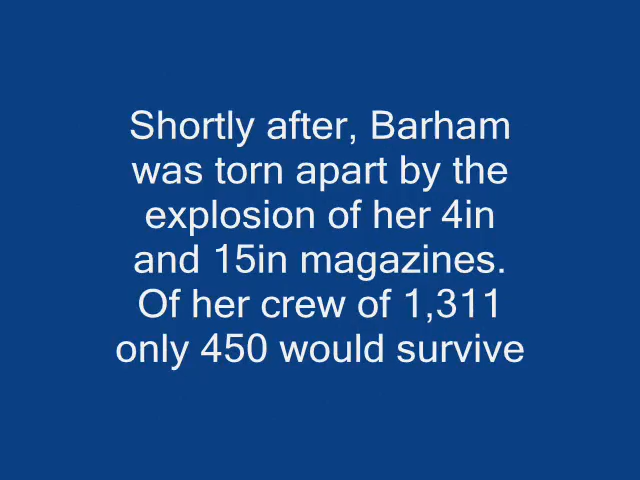 Shortly after, Barham
was torn apart by the
explosion of her 4in
and 15in magazines.
Of her crew of 1,311
only 450 would survive